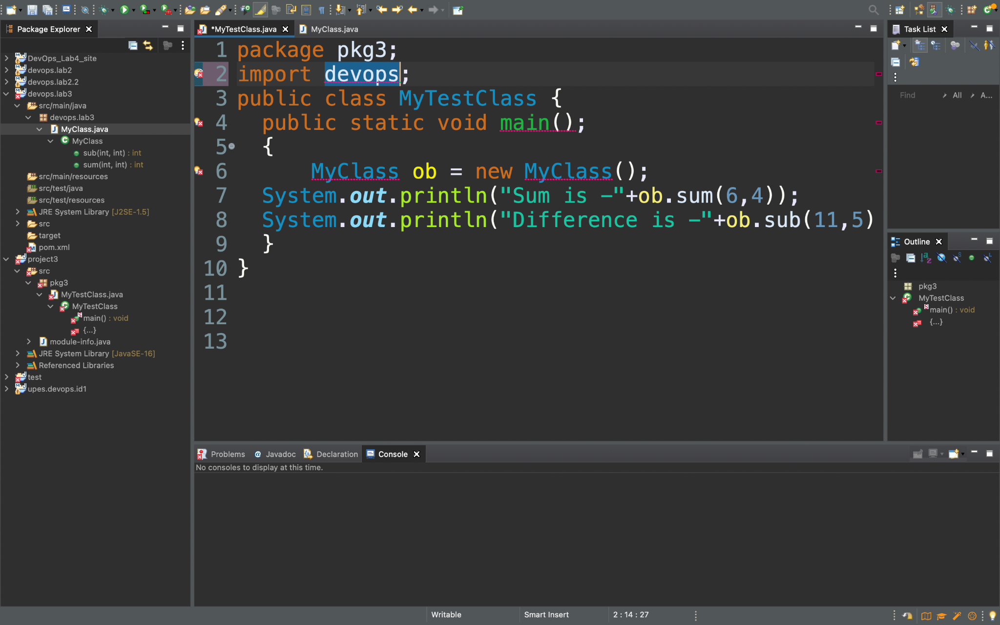 Package Explorer
*MyTestClass.java
MyClass.java
Task List
DevOps_Lab4_site
devops.lab2
devops.lab2.2
devops.lab3
src/main/java
devops.lab3
MyClass.java
MyClass
sub(int, int) : int
sum(int, int) : int
src/main/resources
src/test/java
src/test/resources
JRE System Library [J2SE-1.5]
src
target
pom.xml
project3
src
pkg3
MyTestClass.java
MyTestClass
main() : void
{...}
module-info.java
JRE System Library [JavaSE-16]
Referenced Libraries
test
upes.devops.id1
1 package pkg3;
2 import devops;
3 public class MyTestClass {
4 public static void main();
5 {
6 MyClass ob = new MyClass();
7 System.out.println("Sum is -"+ob.sum(6,4));
8 System.out.println("Difference is -"+ob.sub(11,5)
9 }
10 }
11
12
13
Find All A...
Outline
pkg3
MyTestClass
main() : void
{...}
Problems Javadoc Declaration Console
No consoles to display at this time.
Writable Smart Insert 2 : 14 : 27